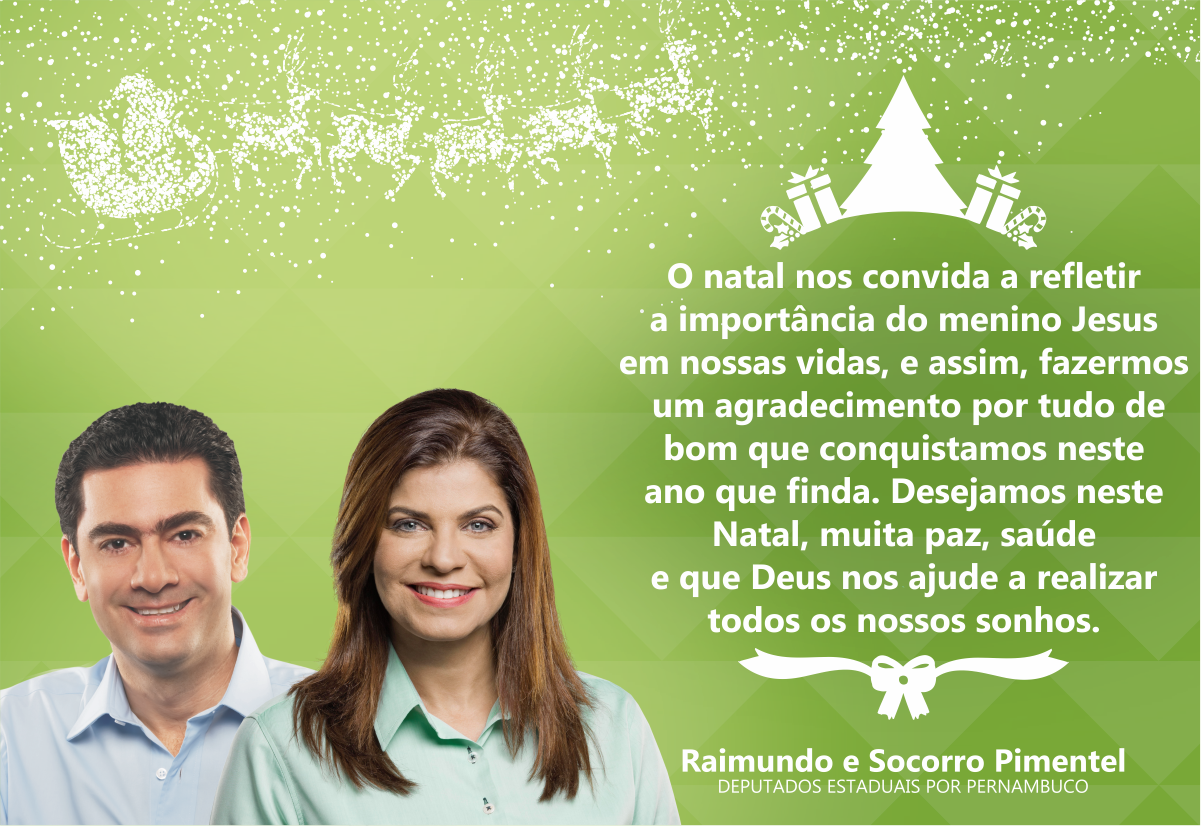 O natal nos convida a refletir
a importância do menino Jesus
em nossas vidas, e assim, fazermos
um agradecimento por tudo de
bom que conquistamos neste
ano que finda. Desejamos neste
Natal, muita paz, saúde
e que Deus nos ajude a realizar
todos os nossos sonhos.
Raimundo e Socorro Pimentel
DEPUTADOS ESTADUAIS POR PERNAMBUCO